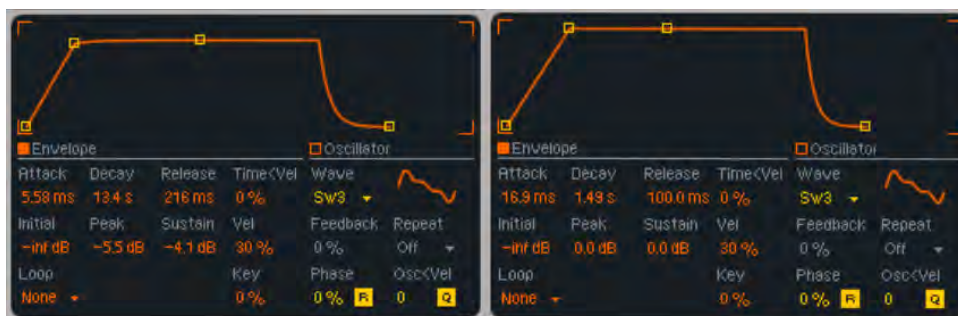 Envelope
Oscillator
Attack Decay Release Time<Vel Wave
5.58 ms 13.4 s 216 ms 0 % Sw3
Initial Peak Sustain Vel Feedback Repeat
-inf dB -5.5 dB -4.1 dB 30 % 0 % Off
Loop Key Phase Osc<Vel
None 0 % 0 % R 0 Q
Envelope
Oscillator
Attack Decay Release Time<Vel Wave
16.9 ms 1.49 s 100.0 ms 0 % Sw3
Initial Peak Sustain Vel Feedback Repeat
-inf dB 0.0 dB 0.0 dB 30 % 0 % Off
Loop Key Phase Osc<Vel
None 0 % 0 % R 0 Q